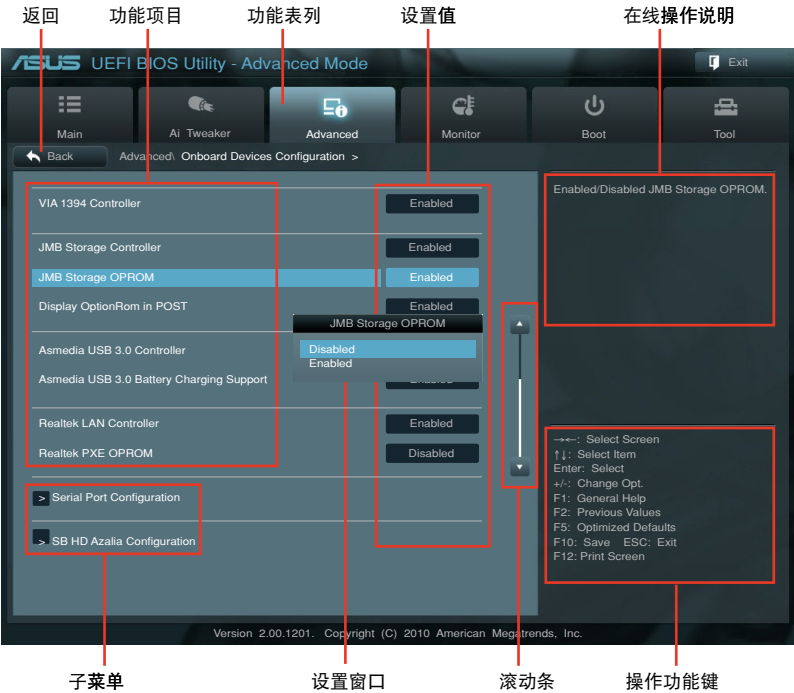 返回
功能项目
功能表列
设置值
在线操作说明
ASUS UEFI BIOS Utility - Advanced Mode
Exit
Main
Ai Tweaker
Advanced
Monitor
Boot
Tool
Back
Advanced\ Onboard Devices Configuration >
Enabled/Disabled JMB Storage OPROM.
VIA 1394 Controller
Enabled
JMB Storage Controller
Enabled
JMB Storage OPROM
Enabled
Display OptionRom in POST
Enabled
JMB Storage OPROM
Disabled
Enabled
Asmedia USB 3.0 Controller
Asmedia USB 3.0 Battery Charging Support
Enabled
Realtek LAN Controller
Enabled
Realtek PXE OPROM
Disabled
> Serial Port Configuration
> SB HD Azalia Configuration
→←: Select Screen
↑↓: Select Item
Enter: Select
+/-: Change Opt.
F1: General Help
F2: Previous Values
F5: Optimized Defaults
F10: Save ESC: Exit
F12: Print Screen
Version 2.00.1201. Copyright (C) 2010 American Megatrends, Inc.
子菜单
设置窗口
滚动条
操作功能键